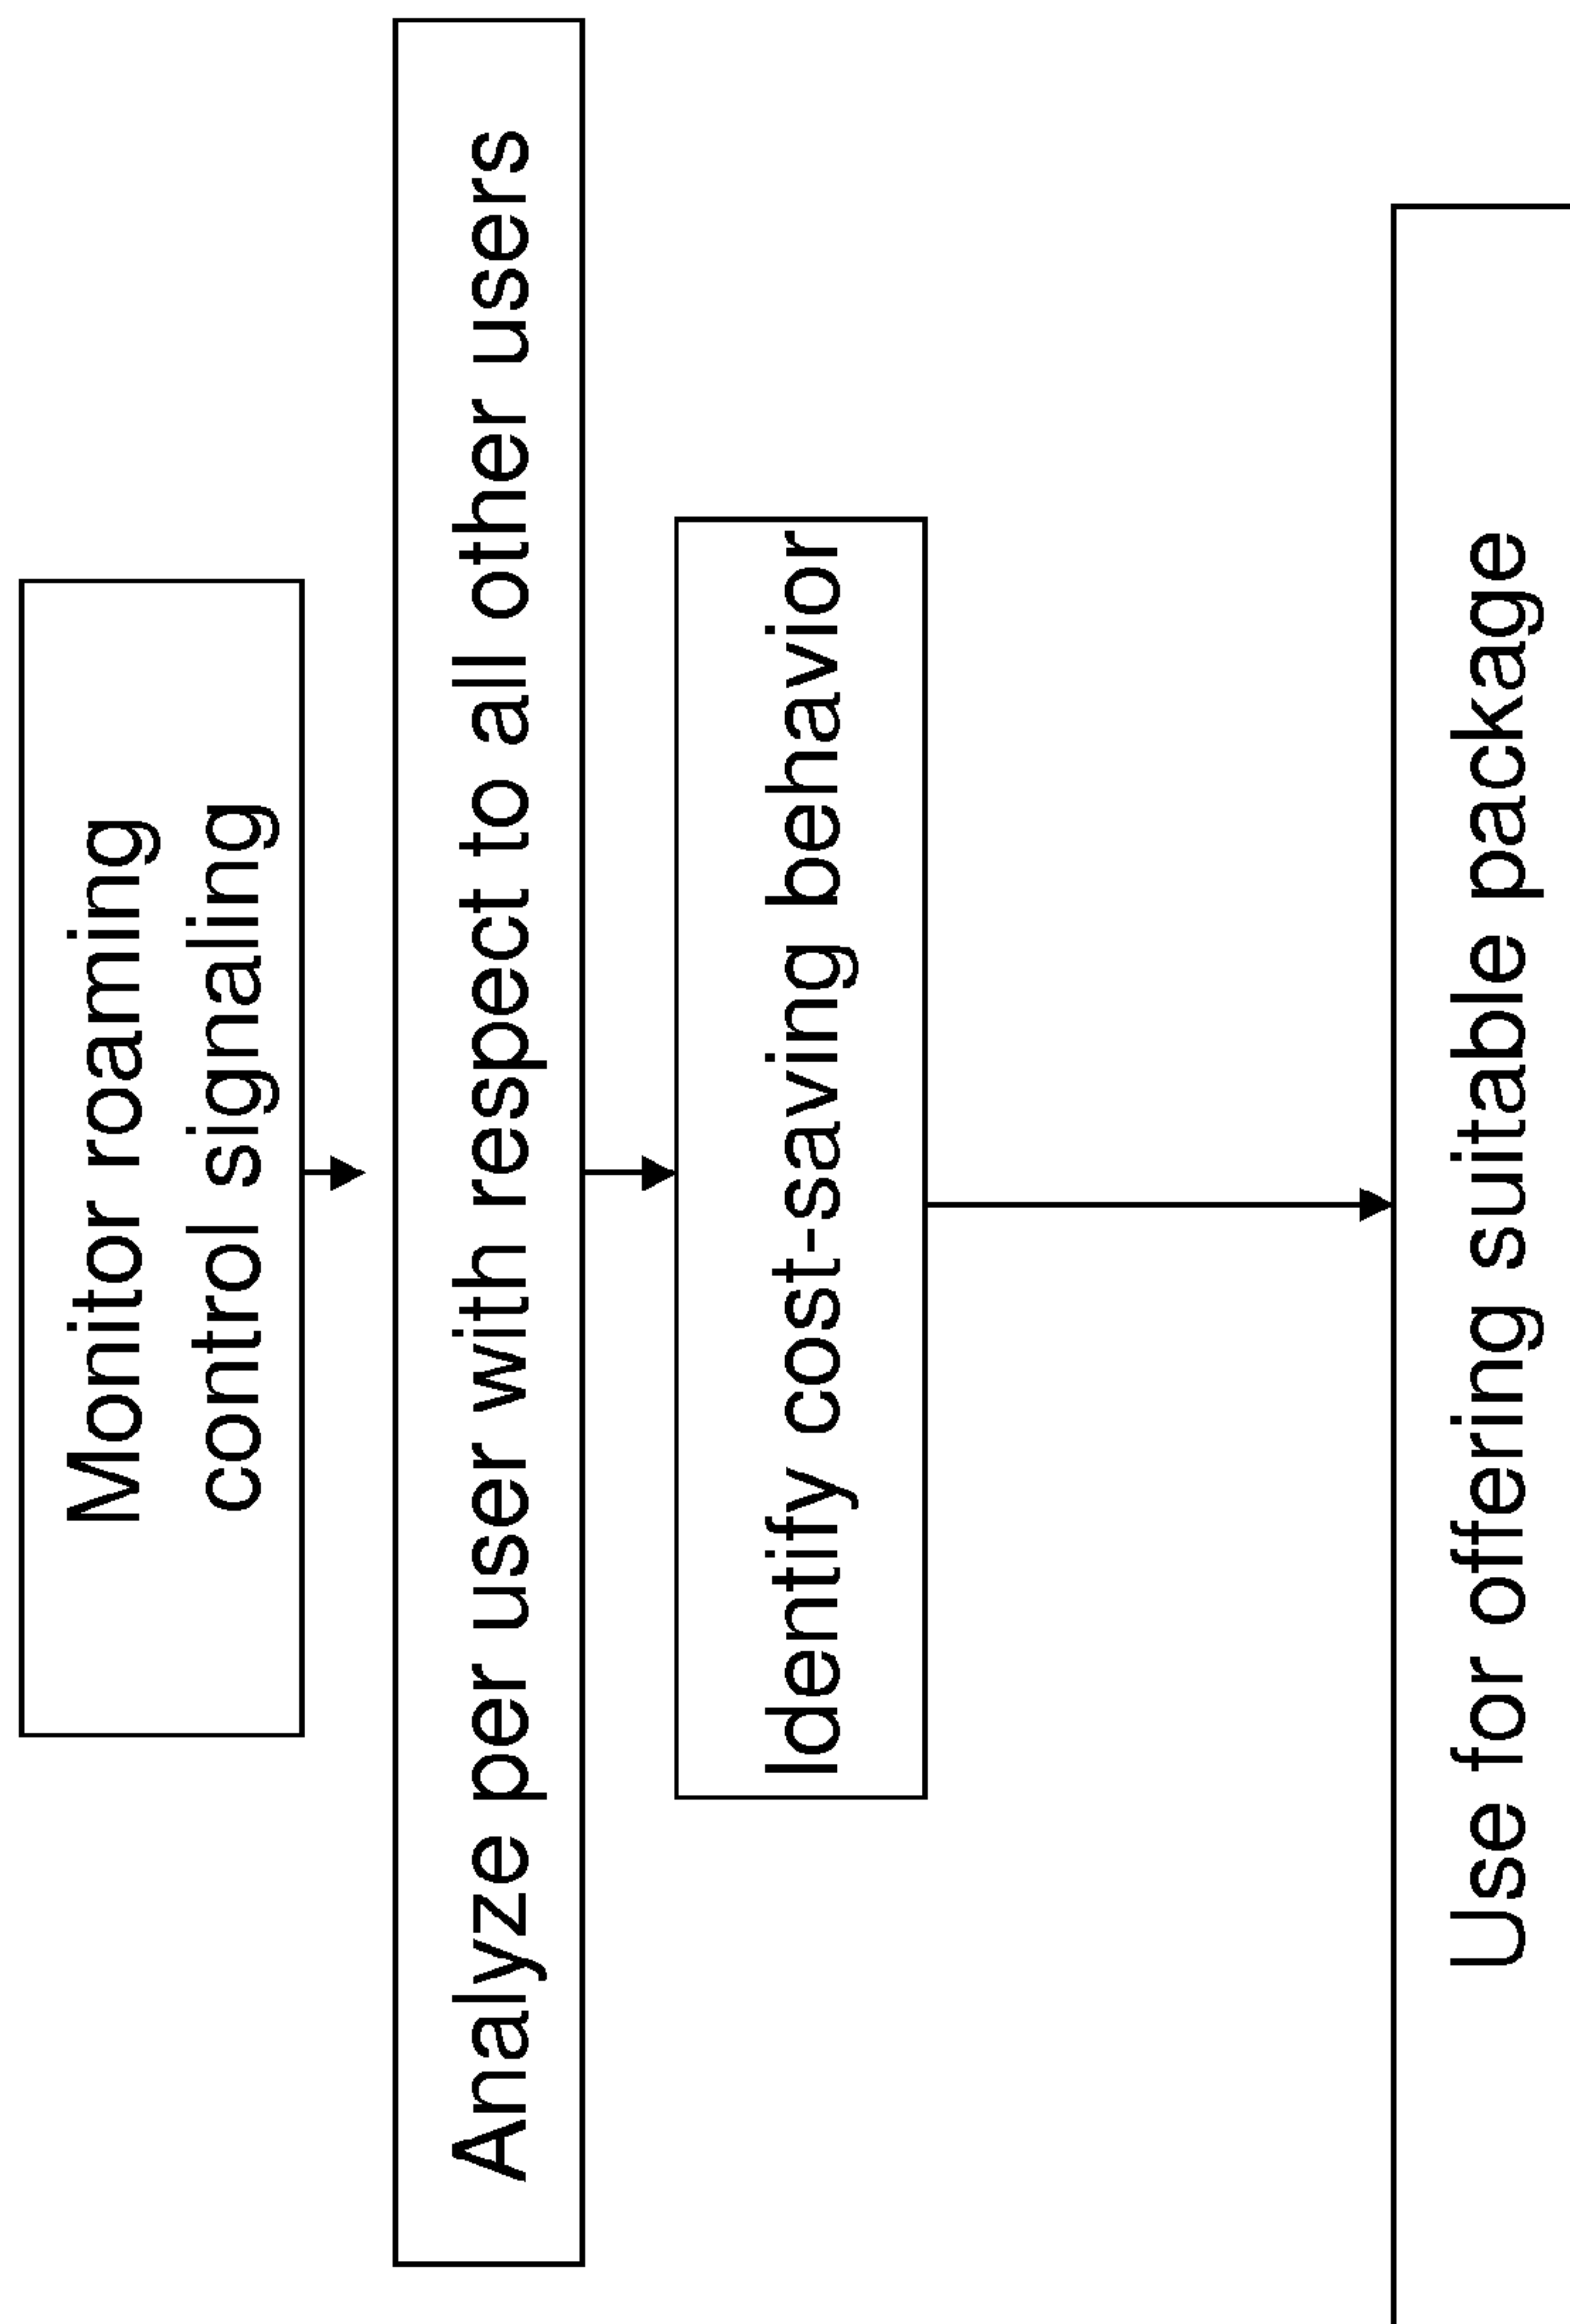 Monitor roaming
control signaling
Analyze per user with respect to all other users
Identify cost-saving behavior
Use for offering suitable package